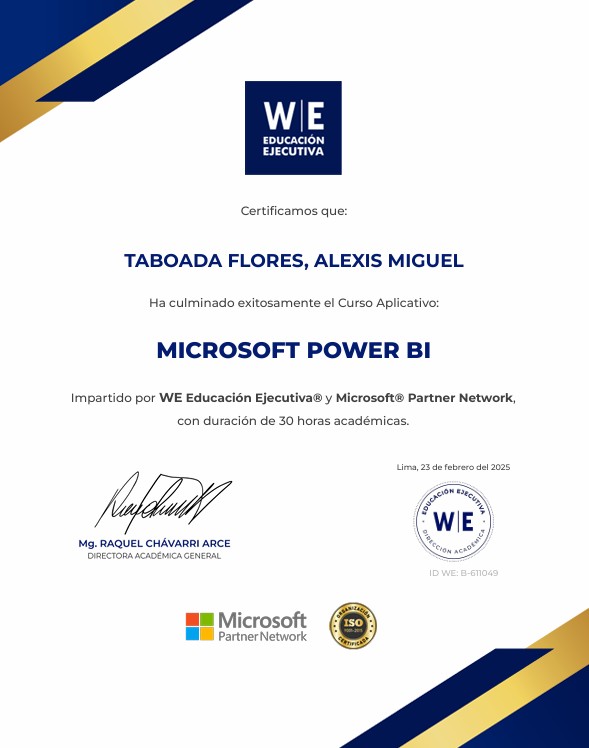 W|E
EDUCACIÓN
EJECUTIVA
Certificamos que:
TABOADA FLORES, ALEXIS MIGUEL
Ha culminado exitosamente el Curso Aplicativo:
MICROSOFT POWER BI
Impartido por WE Educación Ejecutiva® y Microsoft® Partner Network,
con duración de 30 horas académicas.
Lima, 23 de febrero del 2025
EDUCACIÓN EJECUTIVA
W|E
DIRECCIÓN ACADÉMICA
Mg. RAQUEL CHÁVARRI ARCE
DIRECTORA ACADÉMICA GENERAL
ID WE: B-611049
Microsoft
Partner Network
ORGANIZACIÓN
ISO
CERTIFICADA